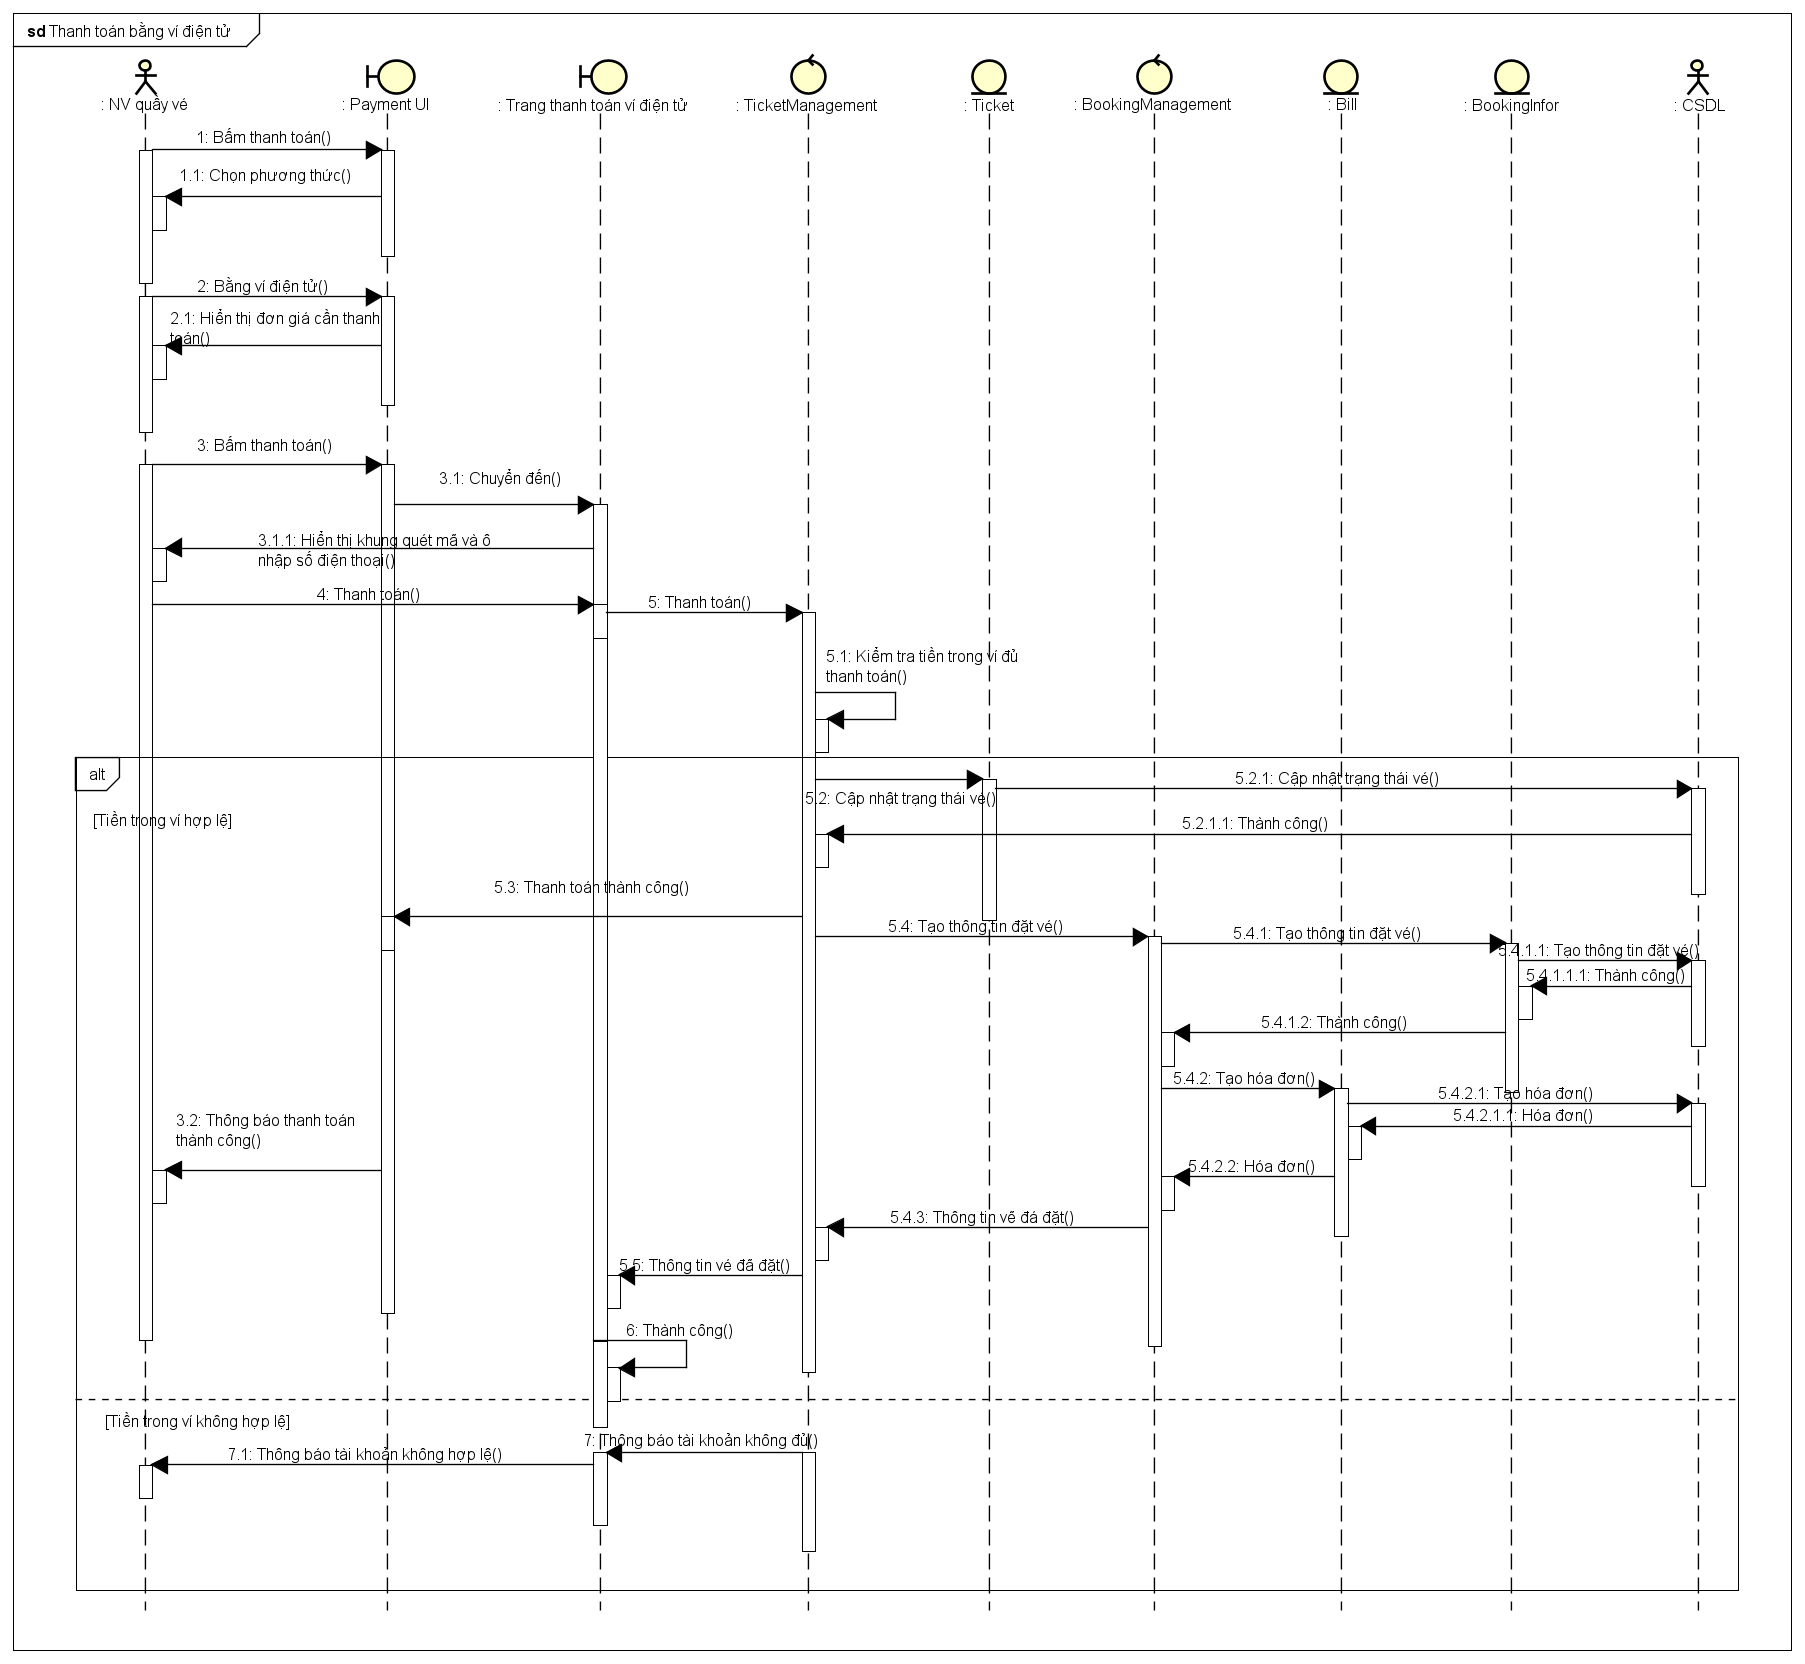 sd Thanh toán bằng ví điện tử
: NV quầy vé
: Payment UI
: Trang thanh toán ví điện tử
: TicketManagement
: Ticket
: BookingManagement
: Bill
: BookingInfor
: CSDL
1: Bấm thanh toán()
1.1: Chọn phương thức()
2: Bằng ví điện tử()
2.1: Hiển thị đơn giá cần thanh
toán()
3: Bấm thanh toán()
3.1: Chuyển đến()
3.1.1: Hiển thị khung quét mã và ô
nhập số điện thoại()
4: Thanh toán()
5: Thanh toán()
5.1: Kiểm tra tiền trong ví đủ
thanh toán()
alt
[Tiền trong ví hợp lệ]
5.2: Cập nhật trạng thái vé()
5.2.1: Cập nhật trạng thái vé()
5.2.1.1: Thành công()
5.3: Thanh toán thành công()
5.4: Tạo thông tin đặt vé()
5.4.1: Tạo thông tin đặt vé()
5.4.1.1: Tạo thông tin đặt vé()
5.4.1.1.1: Thành công()
5.4.1.2: Thành công()
5.4.2: Tạo hóa đơn()
5.4.2.1: Tạo hóa đơn()
5.4.2.1.1: Hóa đơn()
3.2: Thông báo thanh toán
thành công()
5.4.2.2: Hóa đơn()
5.4.3: Thông tin vẽ đá đặt()
5.5: Thông tin vé đã đặt()
6: Thành công()
[Tiền trong ví không hợp lệ]
7: Thông báo tài khoản không đủ()
7.1: Thông báo tài khoản không hợp lệ()